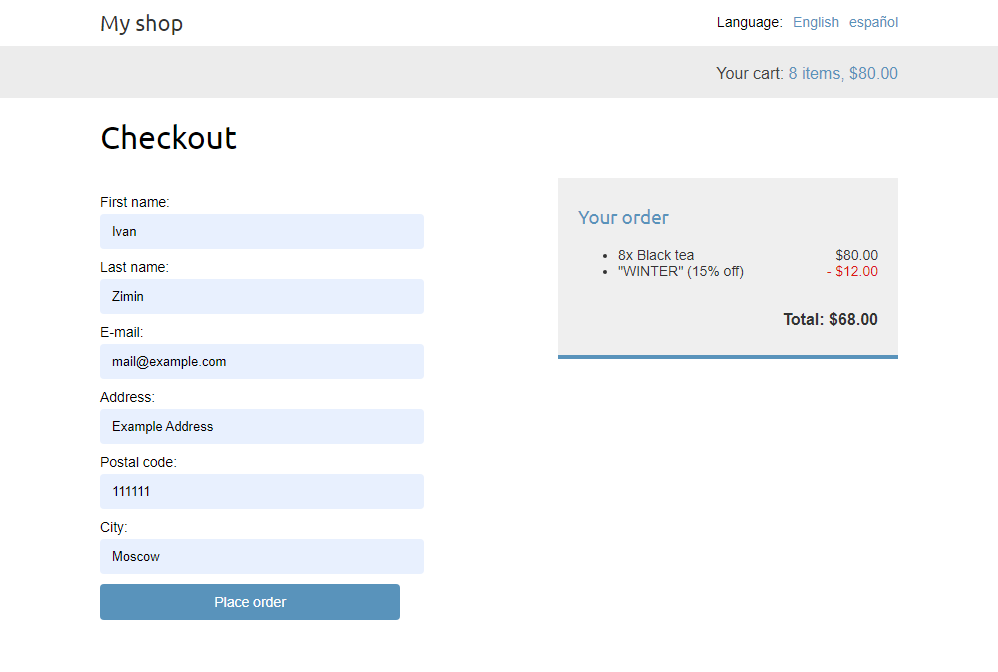 My shop
Language: English español
Your cart: 8 items, $80.00
Checkout
First name:
Ivan
Last name:
Zimin
E-mail:
mail@example.com
Address:
Example Address
Postal code:
111111
City:
Moscow
Place order
Your order
8x Black tea $80.00
"WINTER" (15% off) - $12.00
Total: $68.00